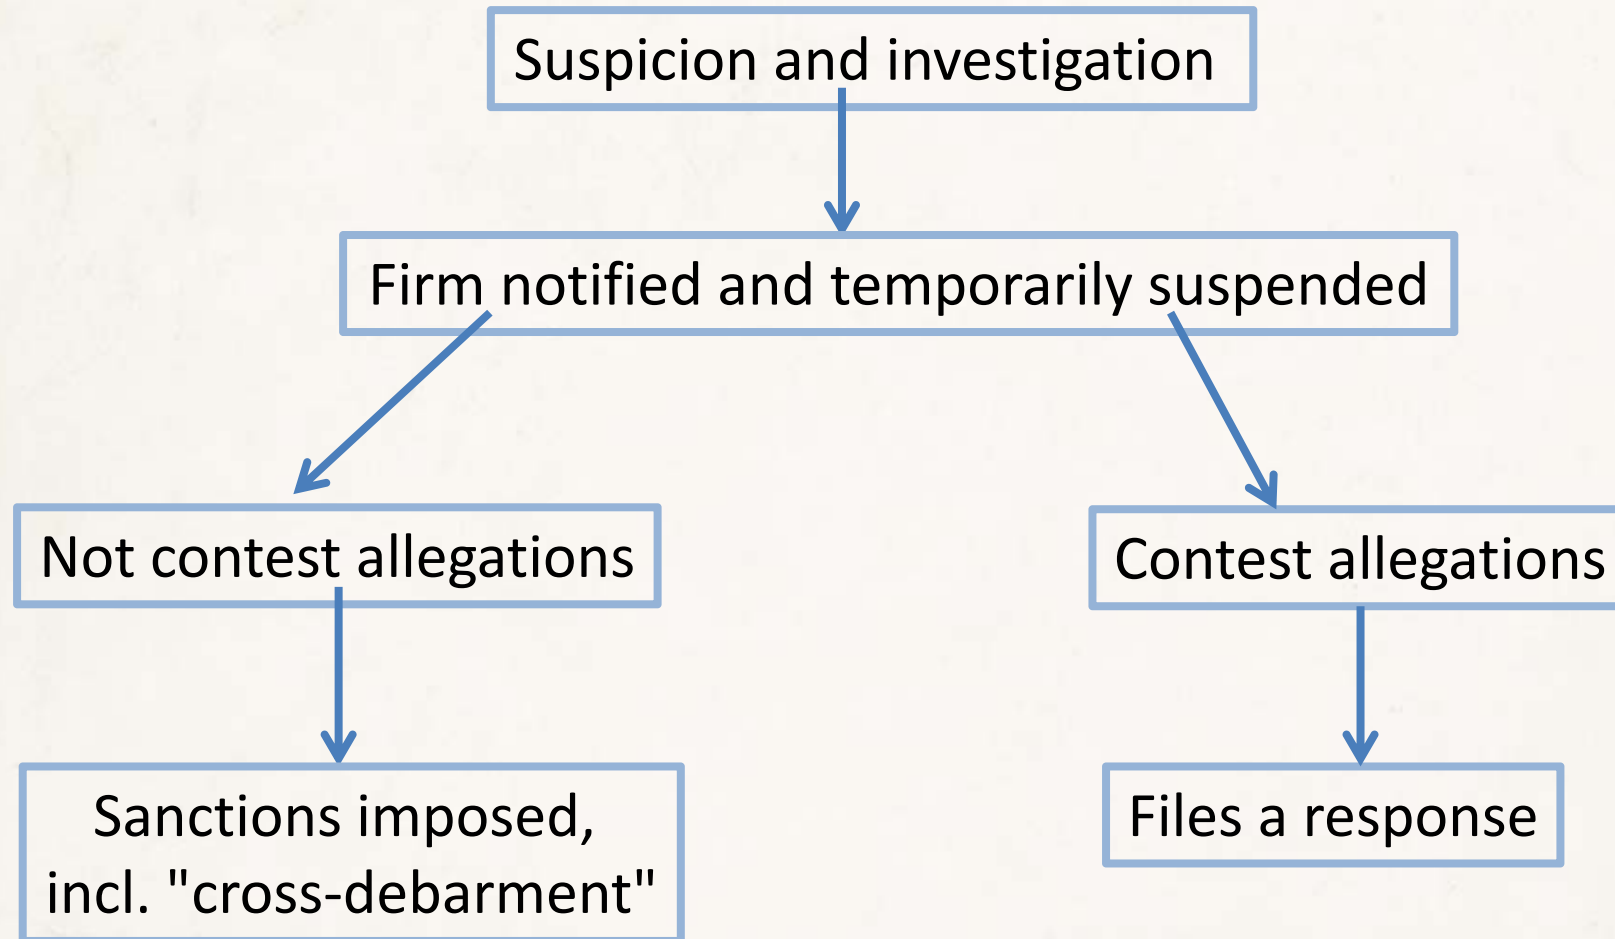 Suspicion and investigation
Firm notified and temporarily suspended
Not contest allegations
Contest allegations
Sanctions imposed,
incl. "cross-debarment"
Files a response